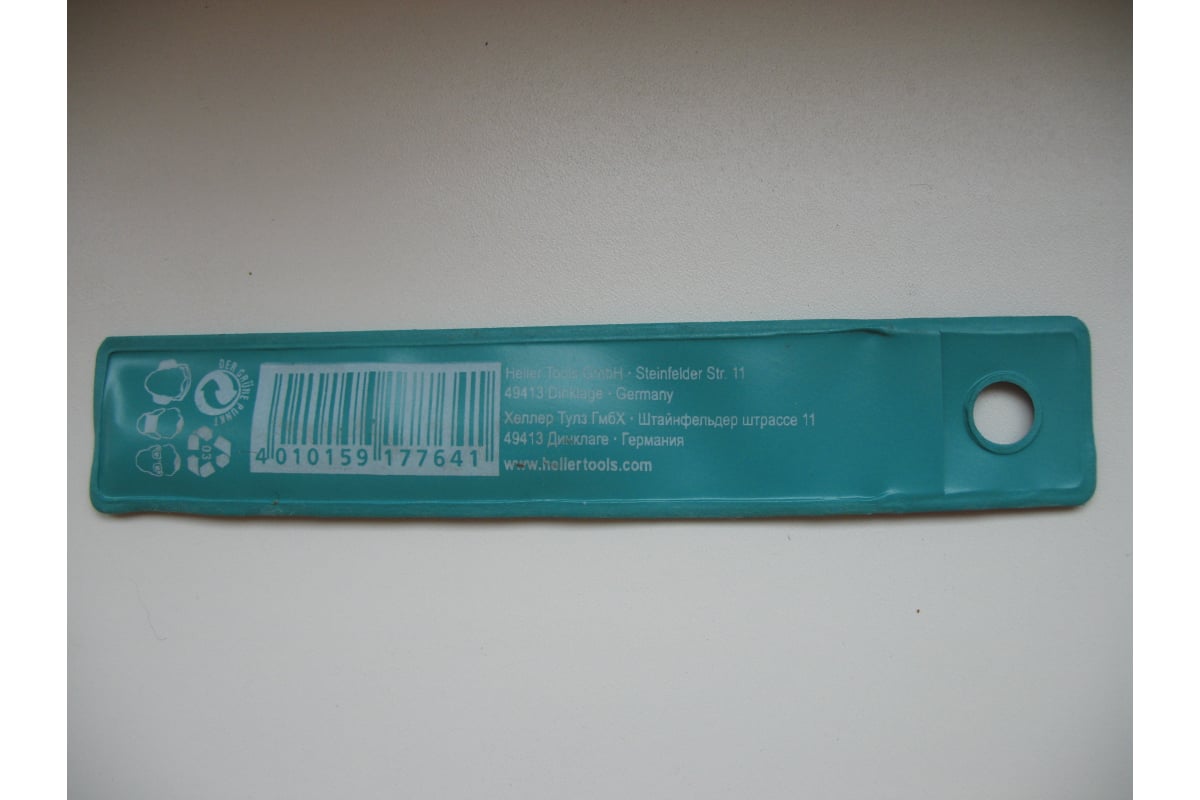 DER GRÜNE PUNKT
03
4 010159 177641
Heller Tools GmbH · Steinfelder Str. 11
49413 Dinklage · Germany
Хеллер Тулз ГмбХ · Штайнфельдер штрассе 11
49413 Динклаге · Германия
www.hellertools.com